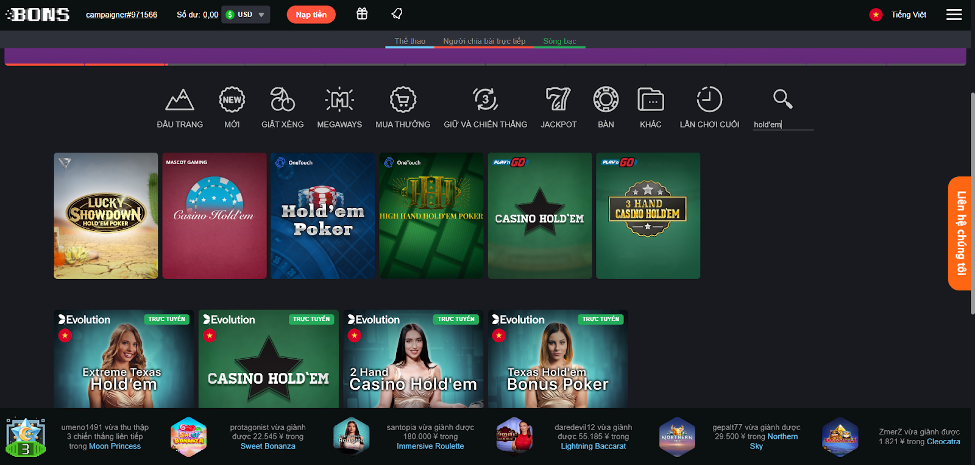 BONS campaigner#971566 Số dư: 0,00 $ USD Nạp tiền Tiếng Việt
Thể thao Người chia bài trực tiếp Sòng bạc
ĐẦU TRANG MỚI GIẬT XÈNG MEGAWAYS MUA THƯỞNG GIỮ VÀ CHIẾN THẮNG JACKPOT BÀN KHÁC LẦN CHƠI CUỐI hold'em
LUCKY
SHOWDOWN
HOLD'EM POKER
MASCOT GAMING
Casino Hold'em
OneTouch
Hold'em
Poker
OneTouch
HHH
HIGH HAND HOLD'EM POKER
PLAY'n GO
CASINO HOLD'EM
PLAY'n GO
3 HAND
CASINO HOLD'EM
Liên hệ chúng tôi
Evolution TRỰC TUYẾN
Extreme Texas
Hold'em
Evolution TRỰC TUYẾN
CASINO HOLD'EM
Evolution TRỰC TUYẾN
2 Hand
Casino Hold'em
Evolution TRỰC TUYẾN
Texas Hold'em
Bonus Poker
3
umeno1491 vừa thu thập
3 chiến thắng liên tiếp
trong Moon Princess
protagonist vừa giành
được 22.545 ¥ trong
Sweet Bonanza
santopia vừa giành được
180.000 ¥ trong
Immersive Roulette
daredevil12 vừa giành
được 55.185 ¥ trong
Lightning Baccarat
gepalt77 vừa giành được
29.500 ¥ trong Northern
Sky
ZmerZ vừa giành được
1 821 ¥ trong Cleocatra